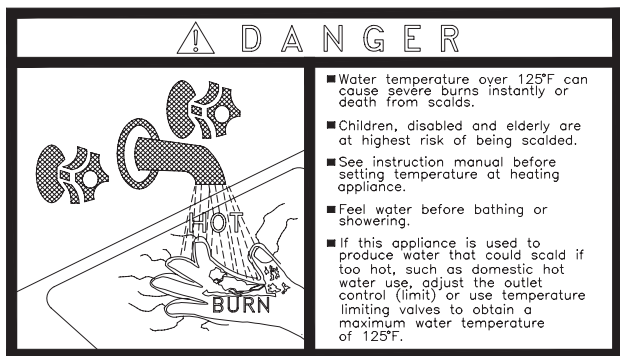 DANGER
HOT
BURN
Water temperature over 125°F can
cause severe burns instantly or
death from scalds.
Children, disabled and elderly are
at highest risk of being scalded.
See instruction manual before
setting temperature at heating
appliance.
Feel water before bathing or
showering.
If this appliance is used to
produce water that could scald if
too hot, such as domestic hot
water use, adjust the outlet
control (limit) or use temperature
limiting valves to obtain a
maximum water temperature
of 125°F.